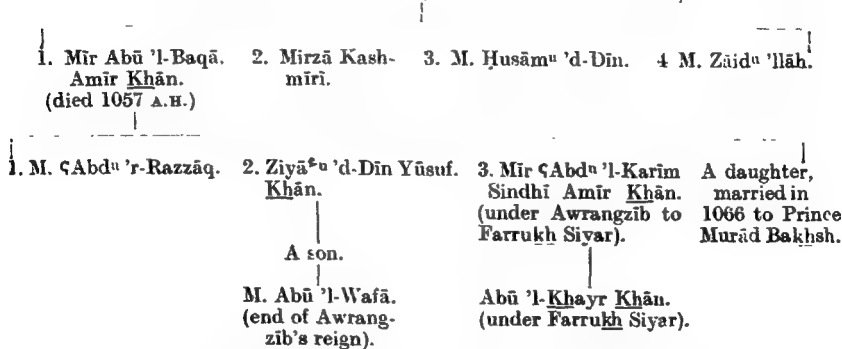 1. Mīr Abū 'l-Baqā. 2. Mirzā Kash- 3. M. Ḥusāmᵘ 'd-Dīn. 4 M. Zāidᵘ 'llāh.
Amīr Khān. mīrī.
(died 1057 A.H.)
1. M. ʕAbdᵘ 'r-Razzāq. 2. Ziyāᵋᵘ 'd-Dīn Yūsuf. 3. Mīr ʕAbdᵘ 'l-Karīm A daughter,
Khān. Sindhī Amīr Khān. married in
(under Awrangzīb to 1066 to Prince
Farrukh Siyar). Murād Bakhsh.
A son.
M. Abū 'l-Wafā. Abū 'l-Khayr Khān.
(end of Awrang- (under Farrukh Siyar).
zīb's reign).